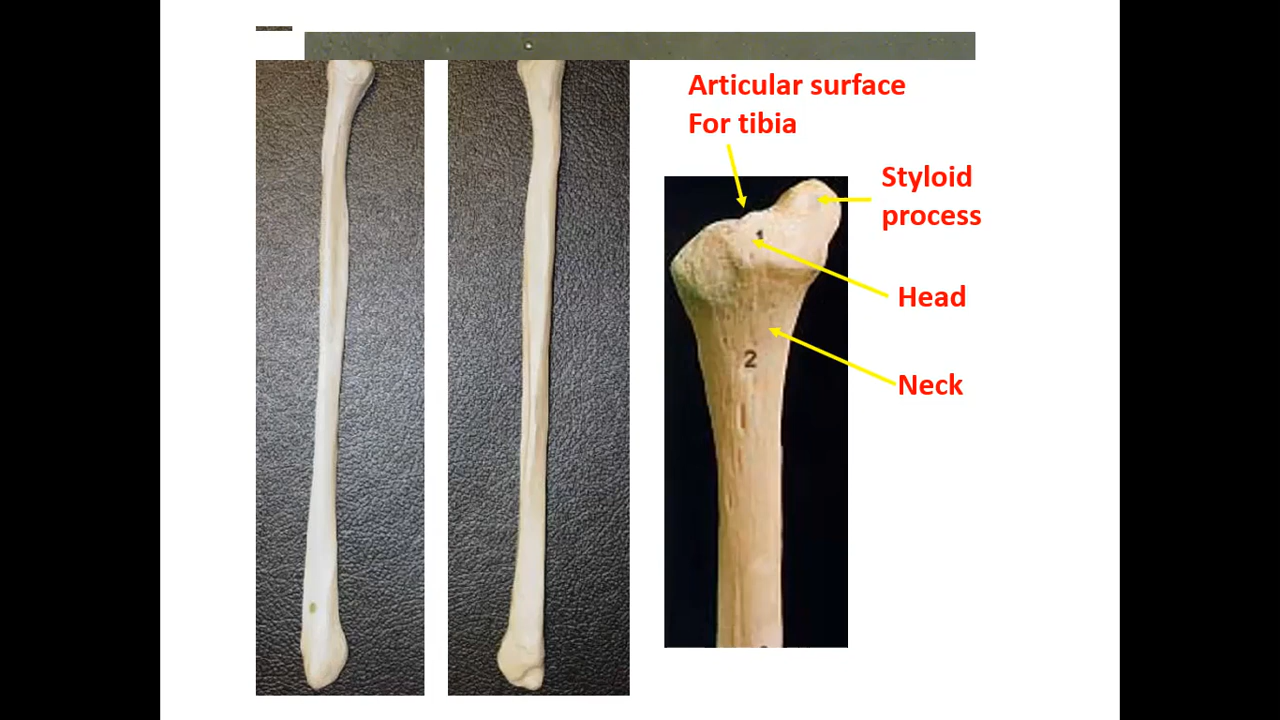 Articular surface
For tibia
Styloid
process
1
Head
2
Neck